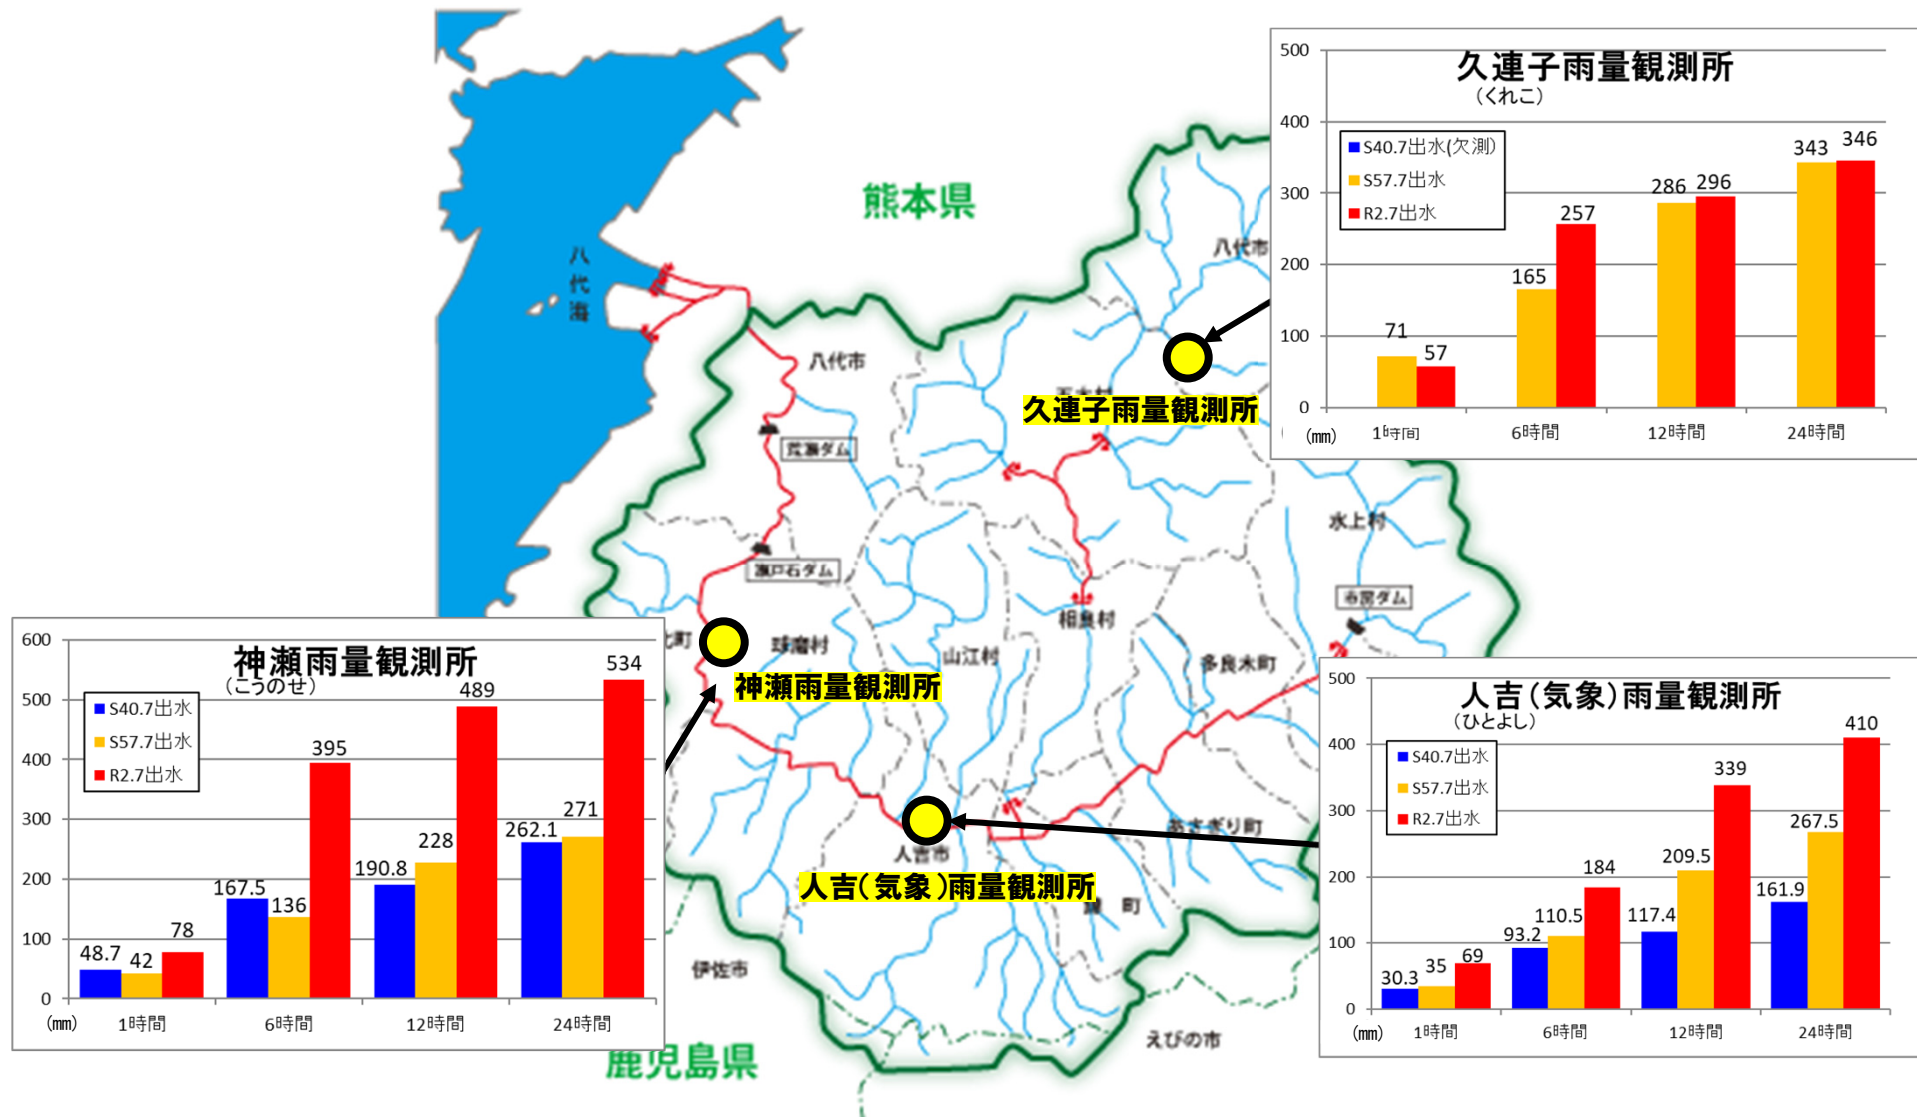 久連子雨量観測所
（くれこ）
500
400
300
200
100
0
(mm)
S40.7出水(欠測)
S57.7出水
R2.7出水
71
57
165
257
286
296
343
346
1時間
6時間
12時間
24時間
熊本県
八代海
八代市
八代市
久連子雨量観測所
荒瀬ダム
瀬戸石ダム
水上村
市房ダム
相良村
球磨村
山江村
多良木町
神瀬雨量観測所
あさぎり町
人吉市
人吉（気象）雨量観測所
町
伊佐市
えびの市
鹿児島県
神瀬雨量観測所
（こうのせ）
600
500
400
300
200
100
0
(mm)
S40.7出水
S57.7出水
R2.7出水
48.7
42
78
167.5
136
395
190.8
228
489
262.1
271
534
1時間
6時間
12時間
24時間
人吉（気象）雨量観測所
（ひとよし）
500
400
300
200
100
0
(mm)
S40.7出水
S57.7出水
R2.7出水
30.3
35
69
93.2
110.5
184
117.4
209.5
339
161.9
267.5
410
1時間
6時間
12時間
24時間